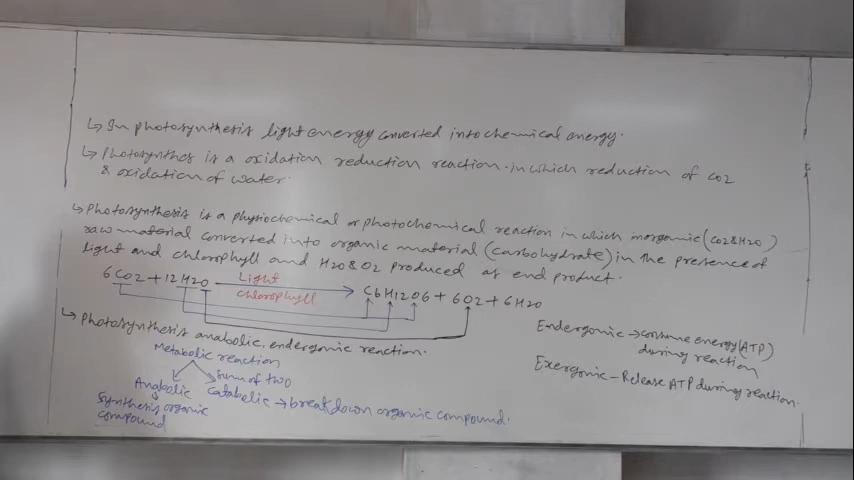 ↳ In photosynthesis light energy converted into chemical energy.
↳ Photosynthes is a oxidation reduction reaction. in which reduction of CO2
& oxidation of water.
↳ Photosynthesis is a physiochemical or photochemical reaction in which inorganic (CO2&H2O)
raw material converted into organic material (carbohydrate) in the presence of
light and chlorophyll and H2O & O2 produced as end product.
6CO2 + 12H2O Light → C6H12O6 + 6O2 + 6H2O
chlorophyll
↳ Photosynthesis anabolic, endergonic reaction.
Metabolic reaction
sum of two
Anabolic Catabolic → break down organic compound.
Synthesis organic
compound
Endergonic → consume energy (ATP)
during reaction
Exergonic – Release ATP during reaction.